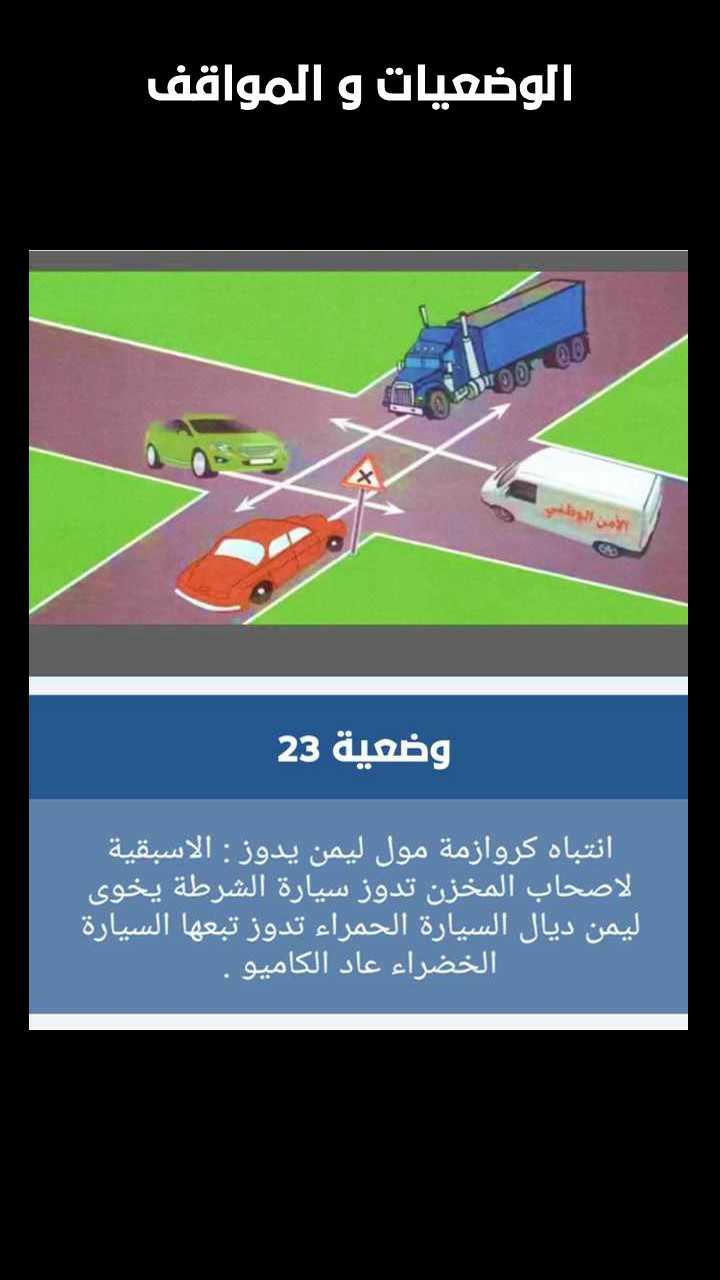 الوضعيات و المواقف
الأمن الوطني
وضعية 23
انتباه كروازمة مول ليمن يدوز : الاسبقية
لاصحاب المخزن تدوز سيارة الشرطة يخوى
ليمن ديال السيارة الحمراء تدوز تبعها السيارة
الخضراء عاد الكاميو .